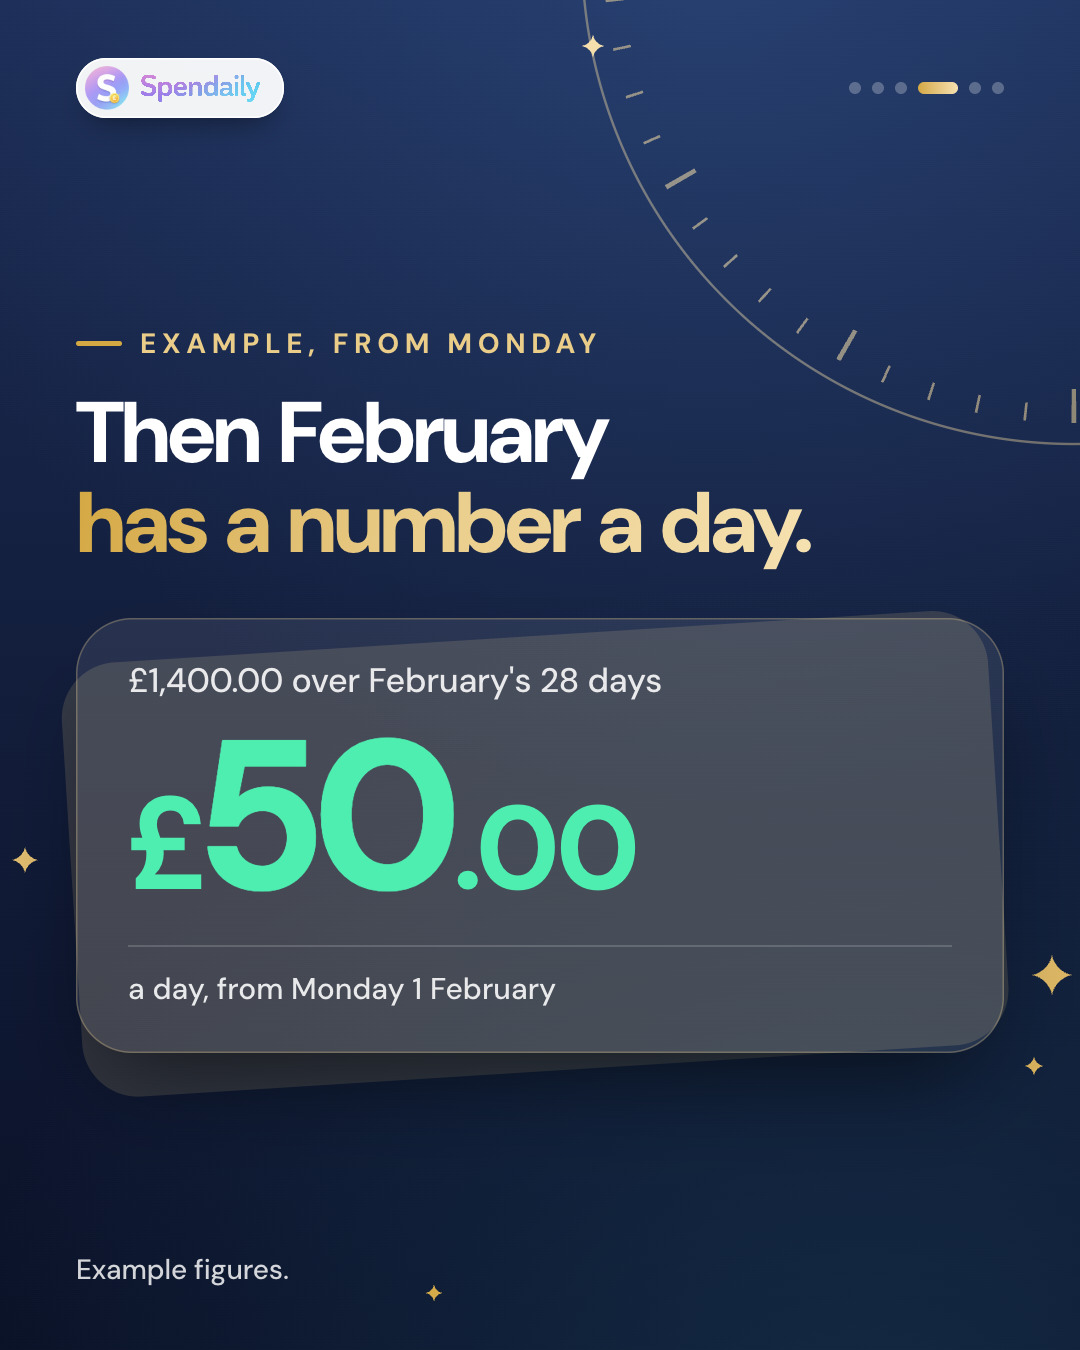 Spendaily
EXAMPLE, FROM MONDAY
Then February
has a number a day.
£1,400.00 over February's 28 days
£50.00
a day, from Monday 1 February
Example figures.